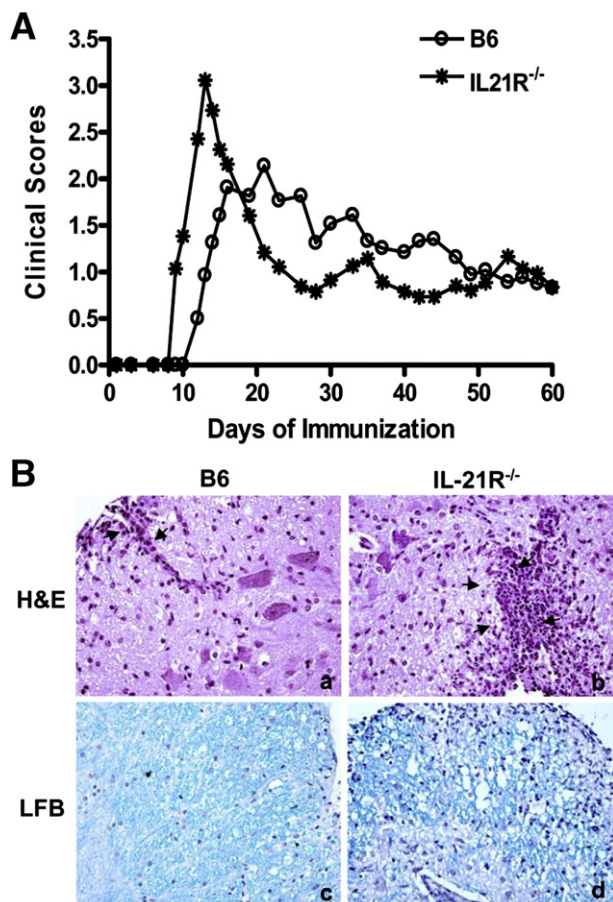 A
B6
IL21R-/-
3.5
3.0
2.5
2.0
1.5
1.0
0.5
0.0
Clinical Scores
0 10 20 30 40 50 60
Days of Immunization
B
B6 IL-21R-/-
H&E
a b
LFB
c d